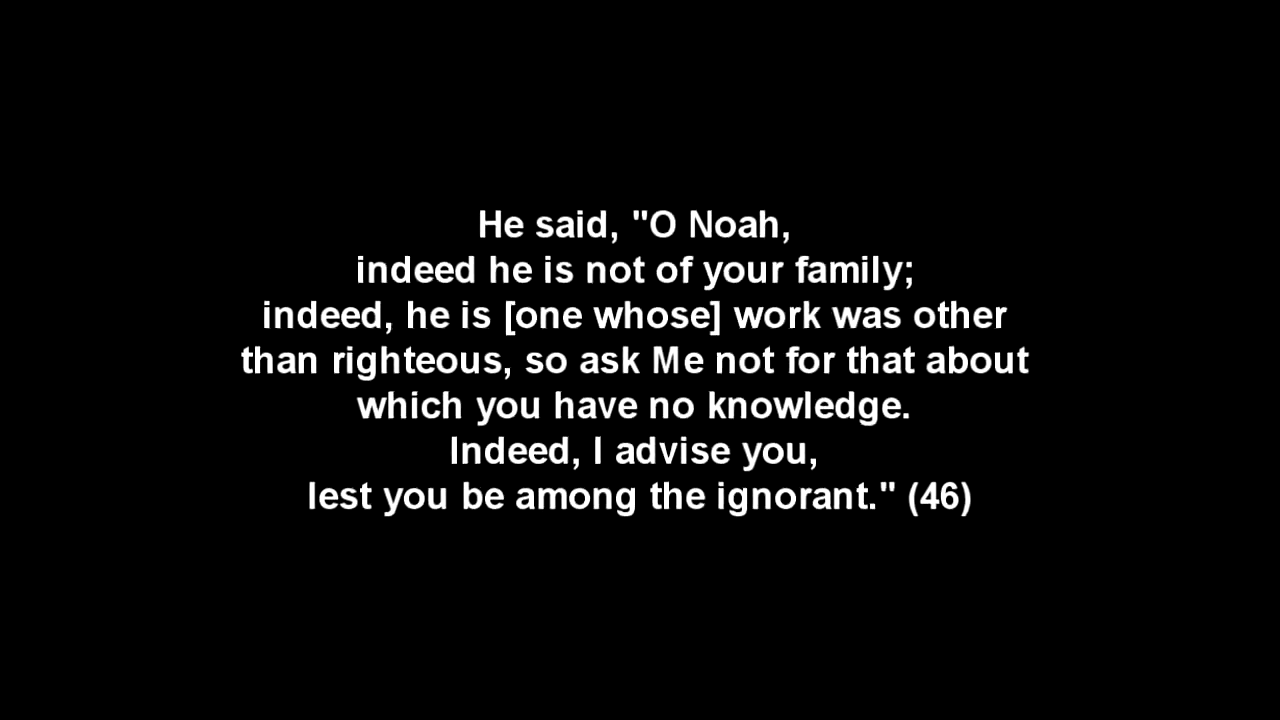 He said, "O Noah,
indeed he is not of your family;
indeed, he is [one whose] work was other
than righteous, so ask Me not for that about
which you have no knowledge.
Indeed, I advise you,
lest you be among the ignorant." (46)